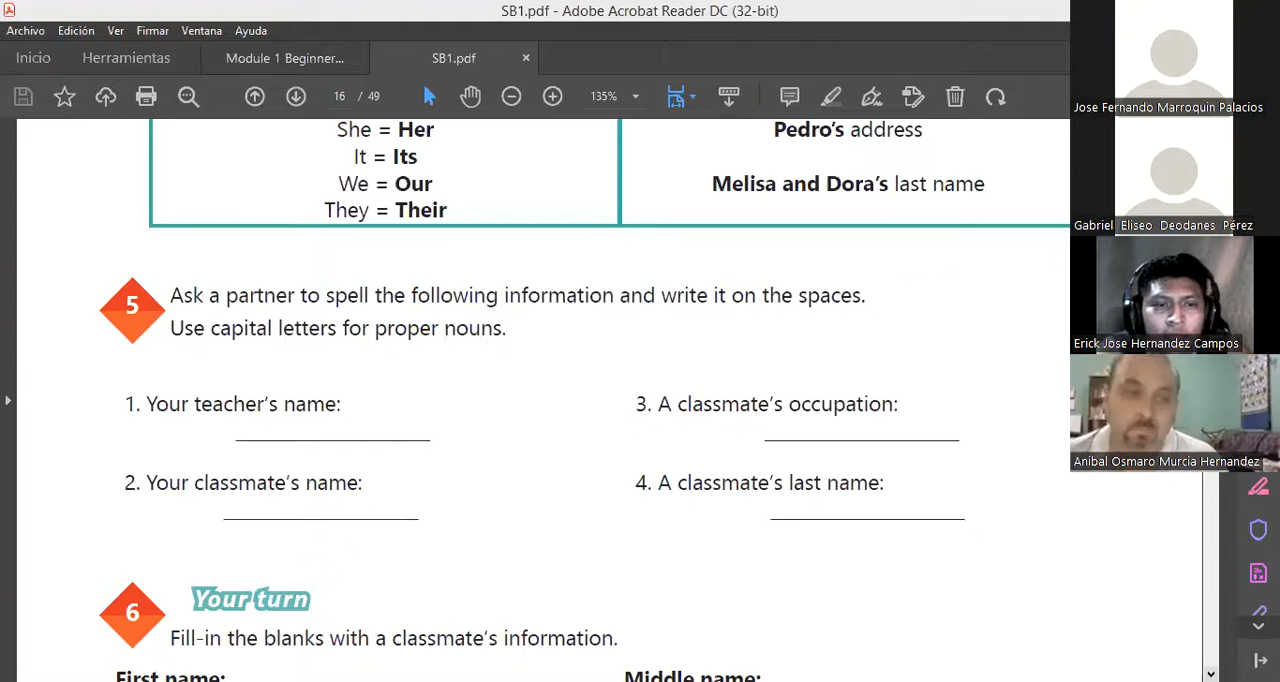 SB1.pdf - Adobe Acrobat Reader DC (32-bit)
Archivo Edición Ver Firmar Ventana Ayuda
Inicio Herramientas Module 1 Beginner... SB1.pdf ×
16 / 49 135%
She = Her
It = Its
We = Our
They = Their
Pedro's address
Melisa and Dora's last name
5 Ask a partner to spell the following information and write it on the spaces.
Use capital letters for proper nouns.
1. Your teacher's name:
2. Your classmate's name:
3. A classmate's occupation:
4. A classmate's last name:
6 Your turn
Fill-in the blanks with a classmate's information.
First name:
Middle name:
Jose Fernando Marroquin Palacios
Gabriel Eliseo Deodanes Pérez
Erick Jose Hernandez Campos
Anibal Osmaro Murcia Hernandez